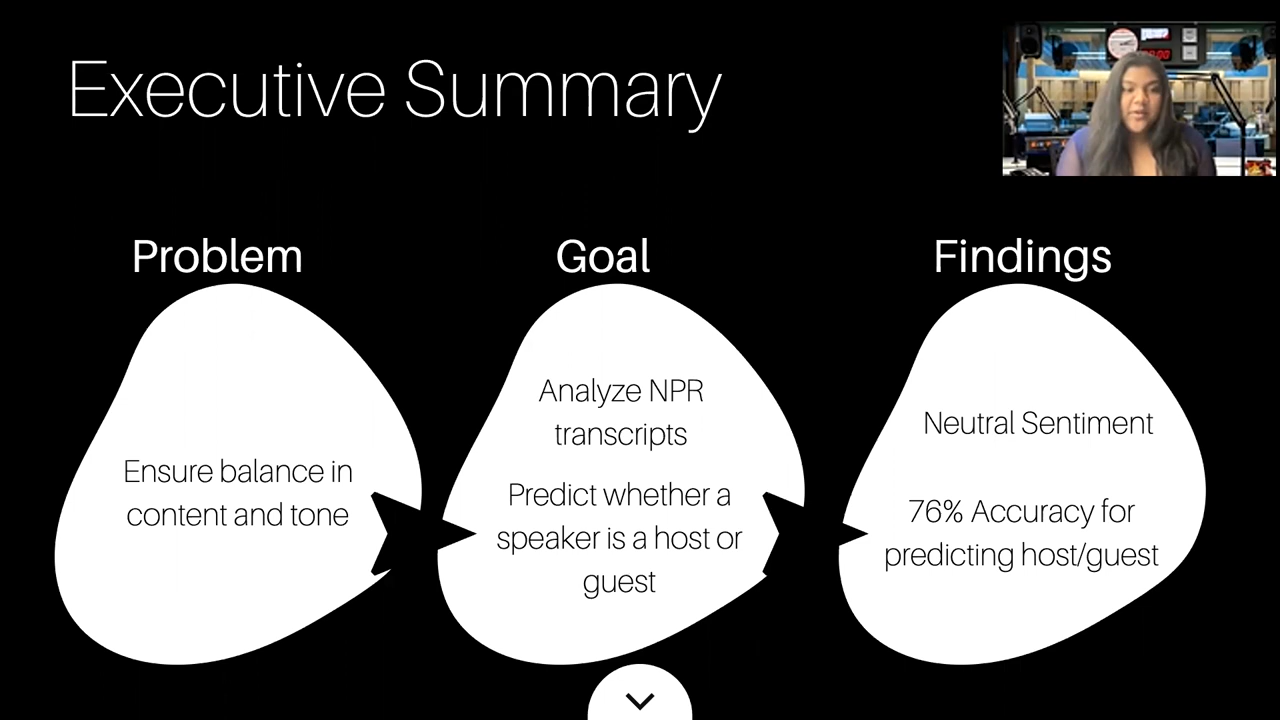 Executive Summary
Problem
Ensure balance in
content and tone
Goal
Analyze NPR
transcripts
Predict whether a
speaker is a host or
guest
Findings
Neutral Sentiment
76% Accuracy for
predicting host/guest